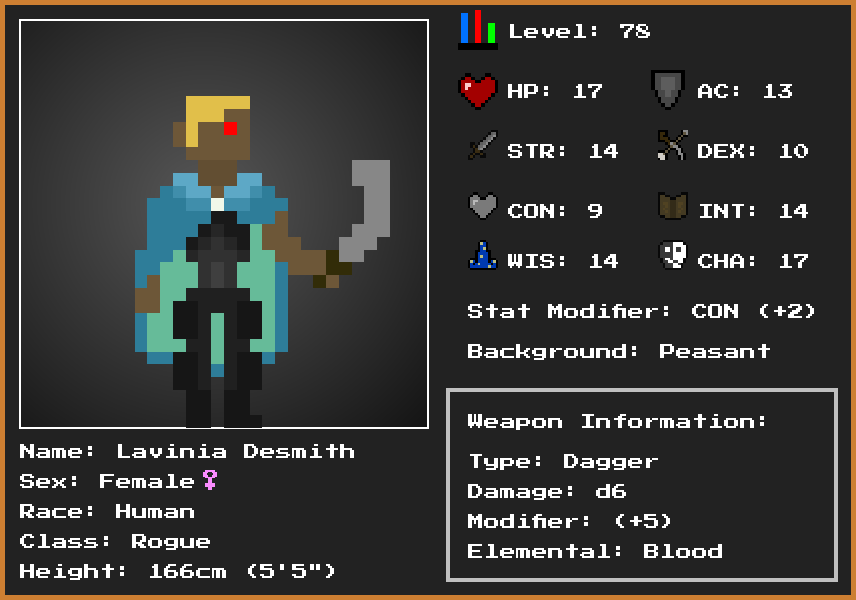 Level: 78
HP: 17
AC: 13
STR: 14
DEX: 10
CON: 9
INT: 14
WIS: 14
CHA: 17
Stat Modifier: CON (+2)
Background: Peasant
Name: Lavinia Desmith
Sex: Female♀
Race: Human
Class: Rogue
Height: 166cm (5'5")
Weapon Information:
Type: Dagger
Damage: d6
Modifier: (+5)
Elemental: Blood